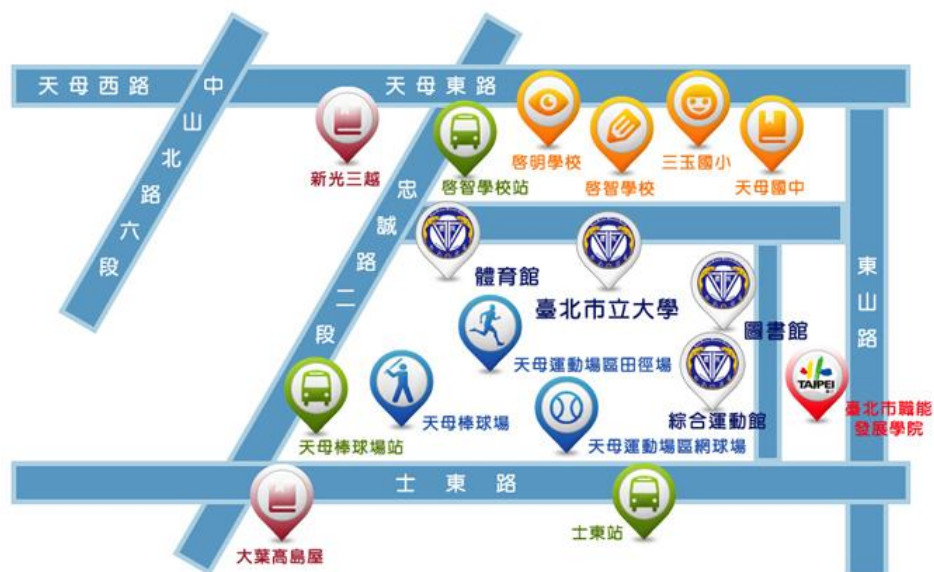 天母西路
中山北路六段
天母東路
新光三越
啓智學校站
啓明學校
啓智學校
三玉國小
天母國中
忠誠路二段
體育館
臺北市立大學
圖書館
東山路
天母運動場區田徑場
綜合運動館
TAIPEI
臺北市職能
發展學院
天母棒球場
天母棒球場站
天母運動場區網球場
士東路
大葉高島屋
士東站